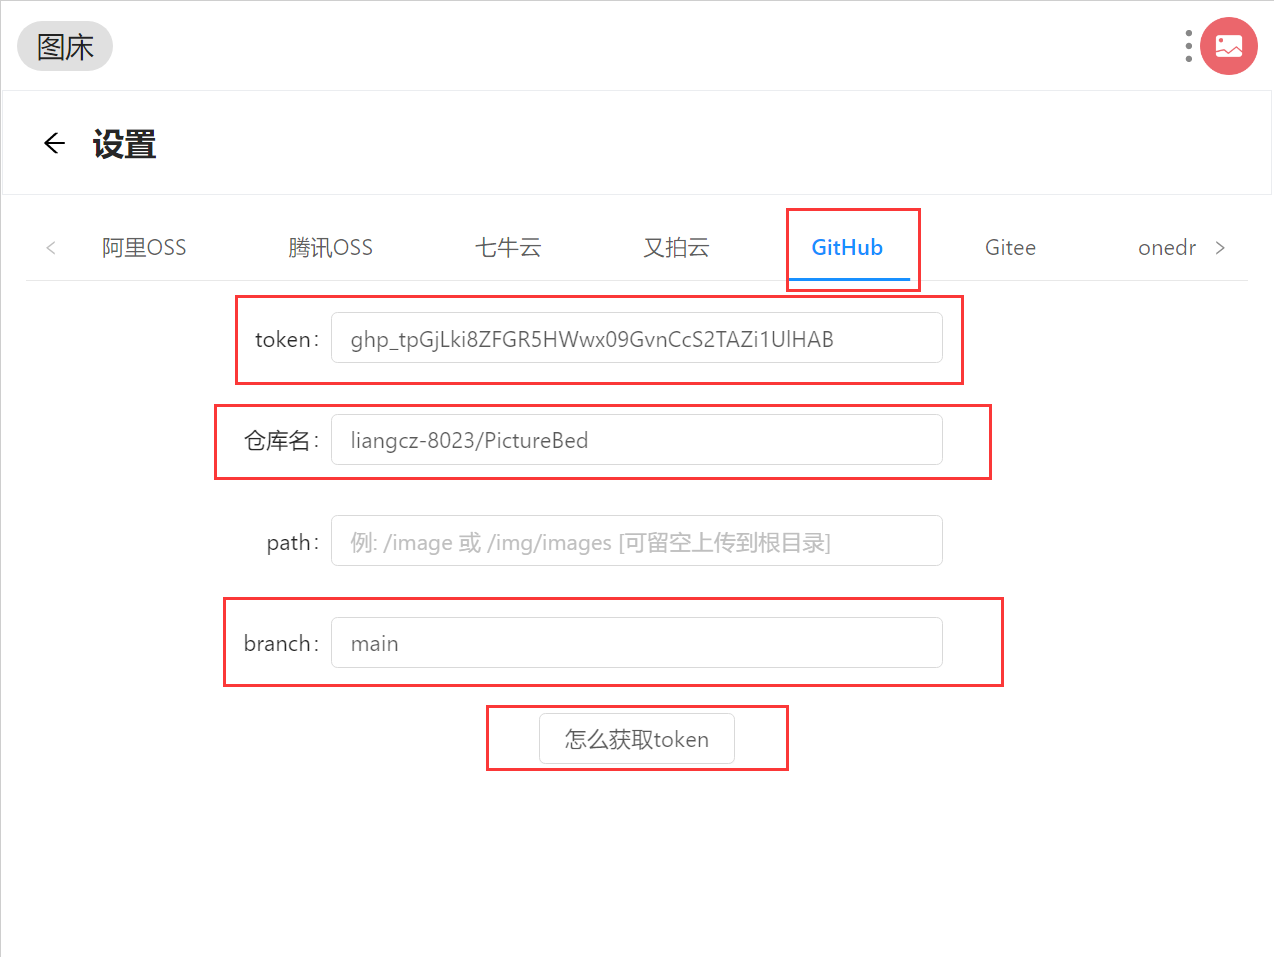 图床
设置
阿里OSS 腾讯OSS 七牛云 又拍云 GitHub Gitee onedr
token: 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
仓库名: liangcz-8023/PictureBed
path: 例: /image 或 /img/images [可留空上传到根目录]
branch: main
怎么获取token